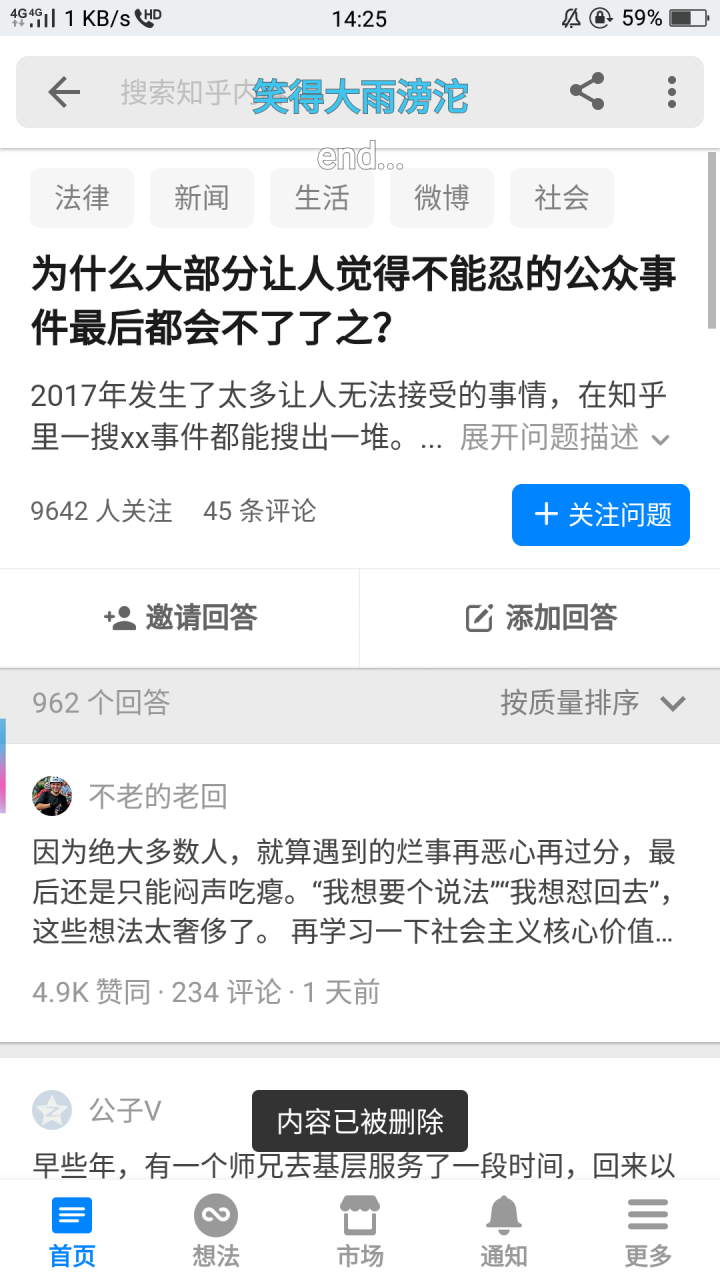 4G 4G 1 KB/s HD 14:25 59%
搜索知乎内
笑得大雨滂沱
end...
法律 新闻 生活 微博 社会
为什么大部分让人觉得不能忍的公众事
件最后都会不了了之？
2017年发生了太多让人无法接受的事情，在知乎
里一搜xx事件都能搜出一堆。... 展开问题描述
9642 人关注 45 条评论
+ 关注问题
邀请回答 添加回答
962 个回答 按质量排序
不老的老回
因为绝大多数人，就算遇到的烂事再恶心再过分，最
后还是只能闷声吃瘪。“我想要个说法”“我想怼回去”，
这些想法太奢侈了。 再学习一下社会主义核心价值...
4.9K 赞同 · 234 评论 · 1 天前
公子V
内容已被删除
早些年，有一个师兄去基层服务了一段时间，回来以
首页 想法 市场 通知 更多